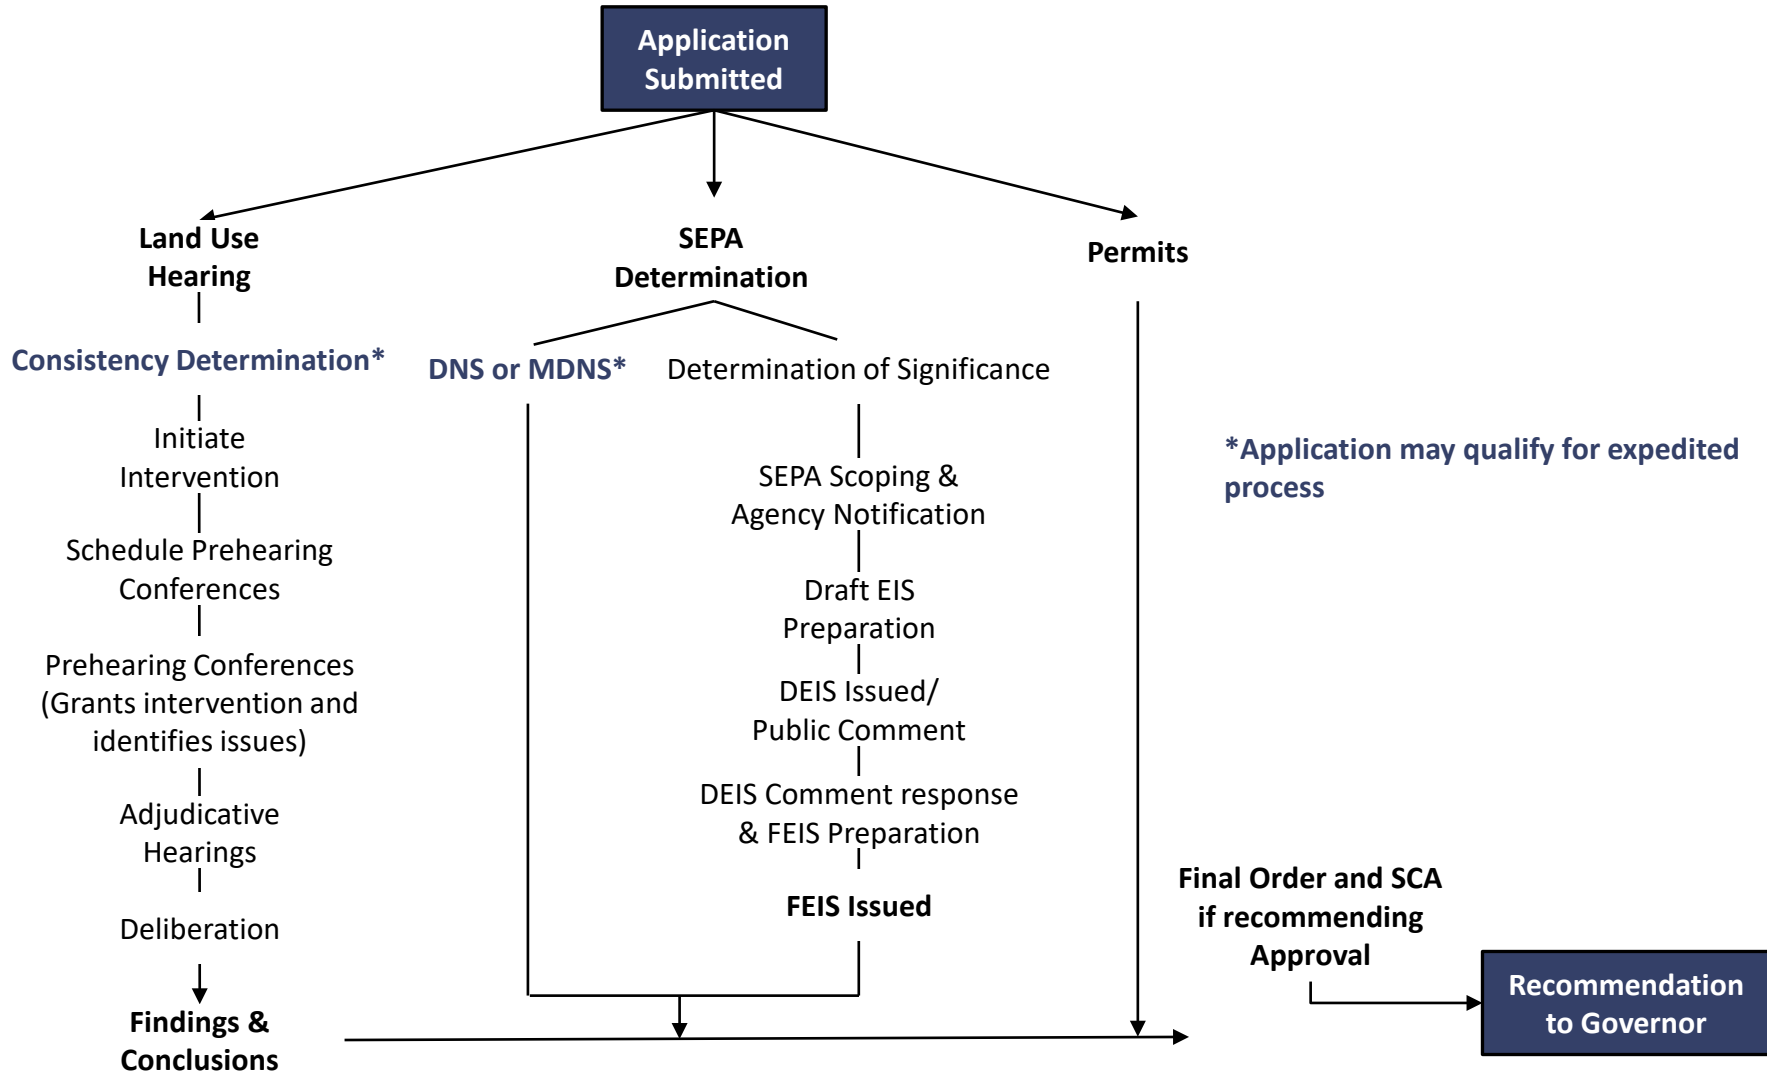 Application
Submitted
Land Use
Hearing
SEPA
Determination
Permits
Consistency Determination*
DNS or MDNS*
Determination of Significance
Initiate
Intervention
Schedule Prehearing
Conferences
Prehearing Conferences
(Grants intervention and
identifies issues)
Adjudicative
Hearings
Deliberation
Findings &
Conclusions
SEPA Scoping &
Agency Notification
Draft EIS
Preparation
DEIS Issued/
Public Comment
DEIS Comment response
& FEIS Preparation
FEIS Issued
*Application may qualify for expedited
process
Final Order and SCA
if recommending
Approval
Recommendation
to Governor